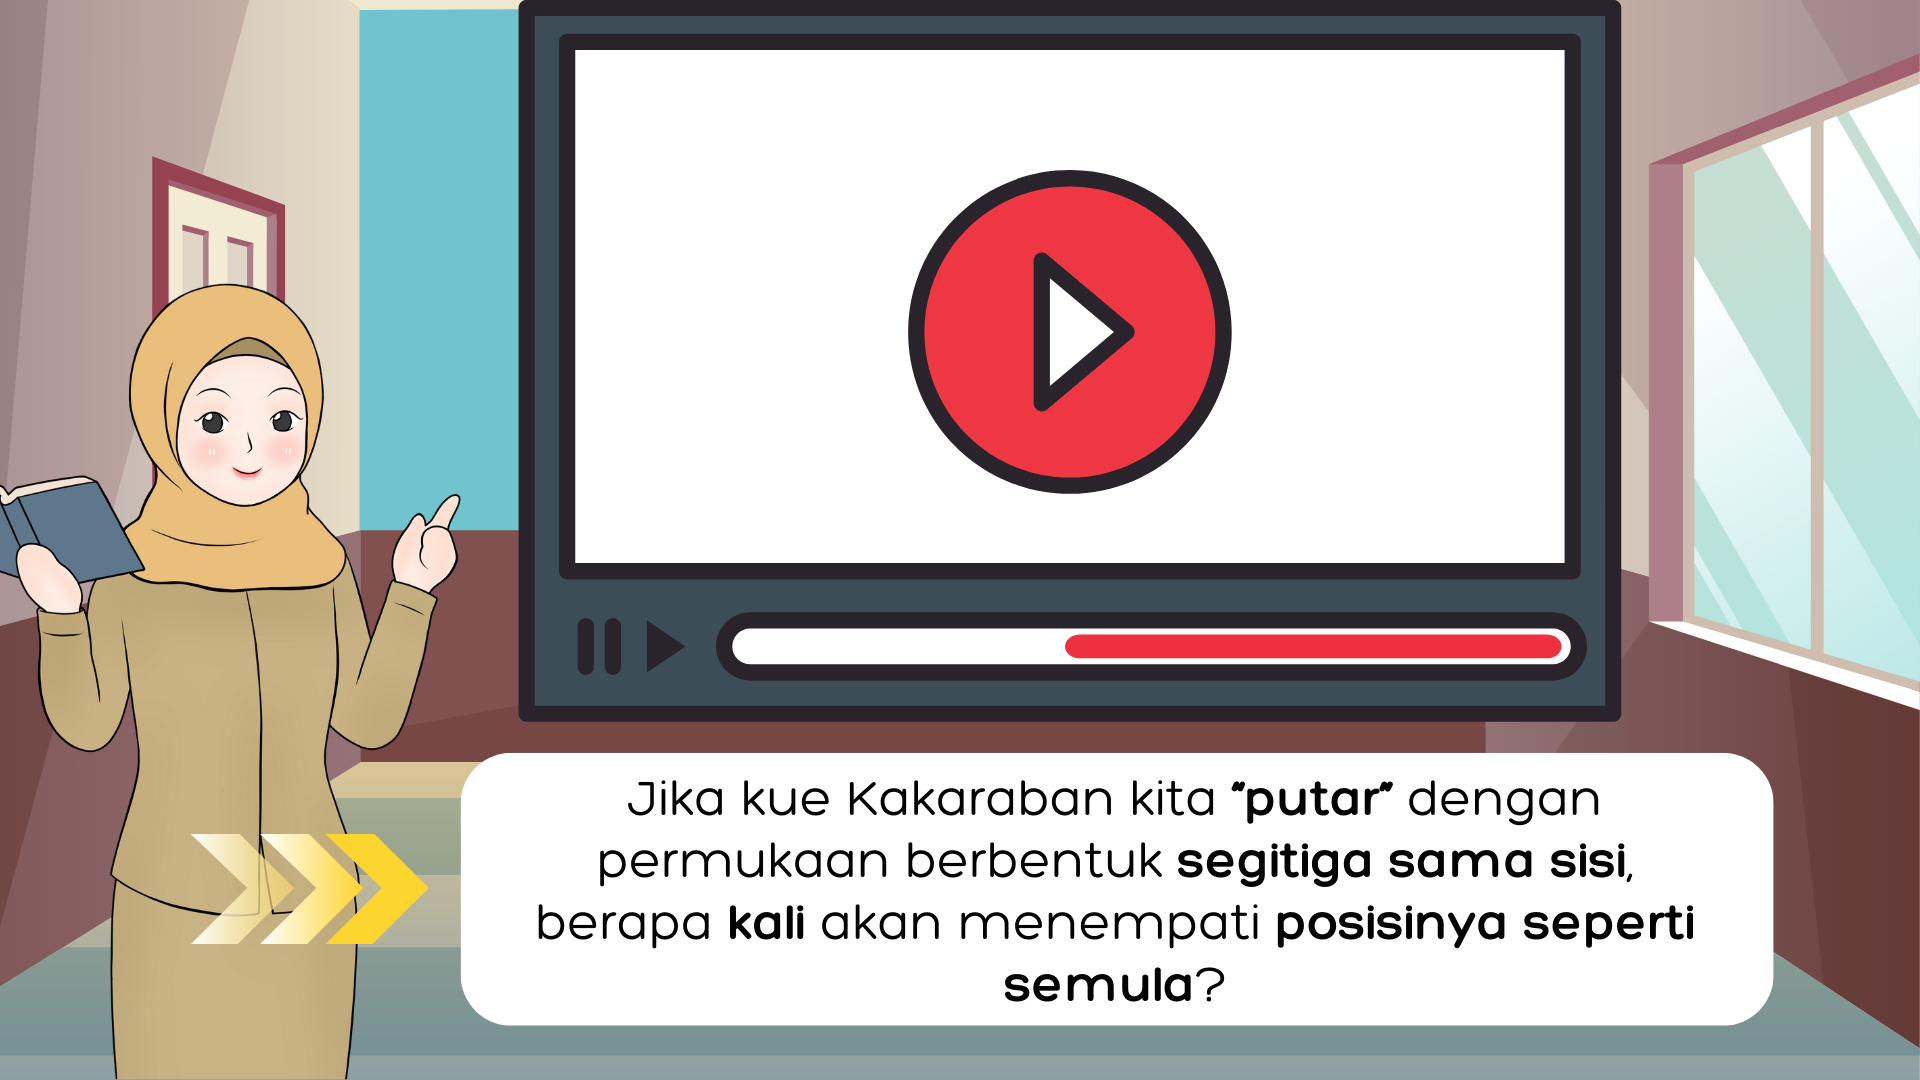 Jika kue Kakaraban kita "putar" dengan
permukaan berbentuk segitiga sama sisi,
berapa kali akan menempati posisinya seperti
semula?